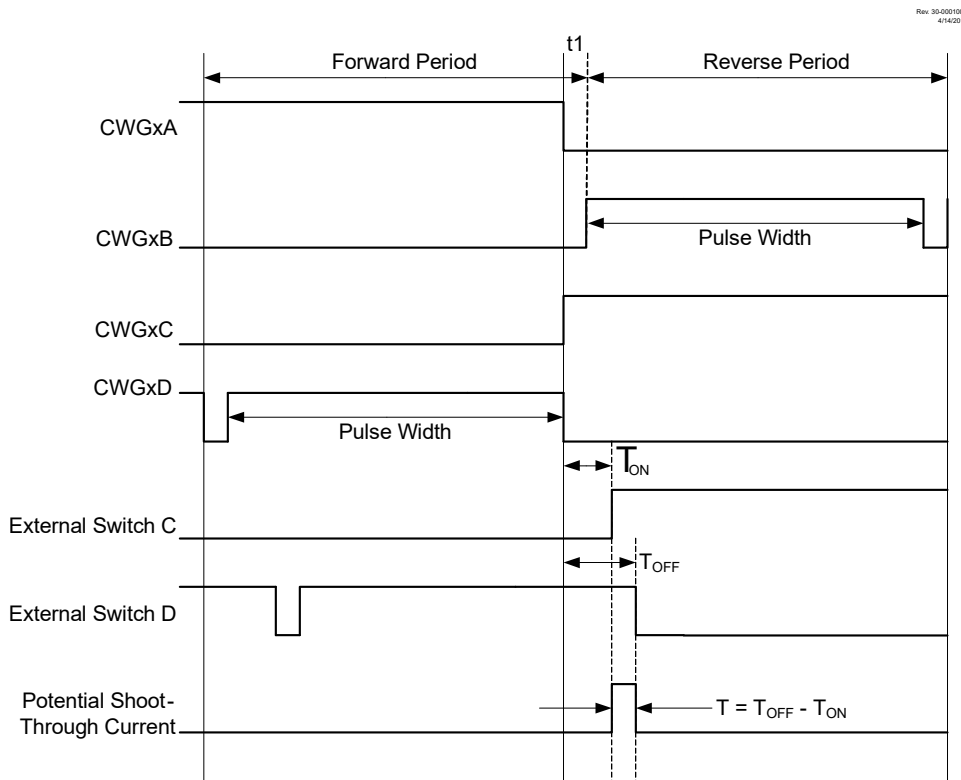 Rev. 30-00010
4/14/20
t1
Forward Period
Reverse Period
CWGxA
CWGxB
Pulse Width
CWGxC
CWGxD
Pulse Width
TON
External Switch C
TOFF
External Switch D
Potential Shoot-
Through Current
T = TOFF - TON